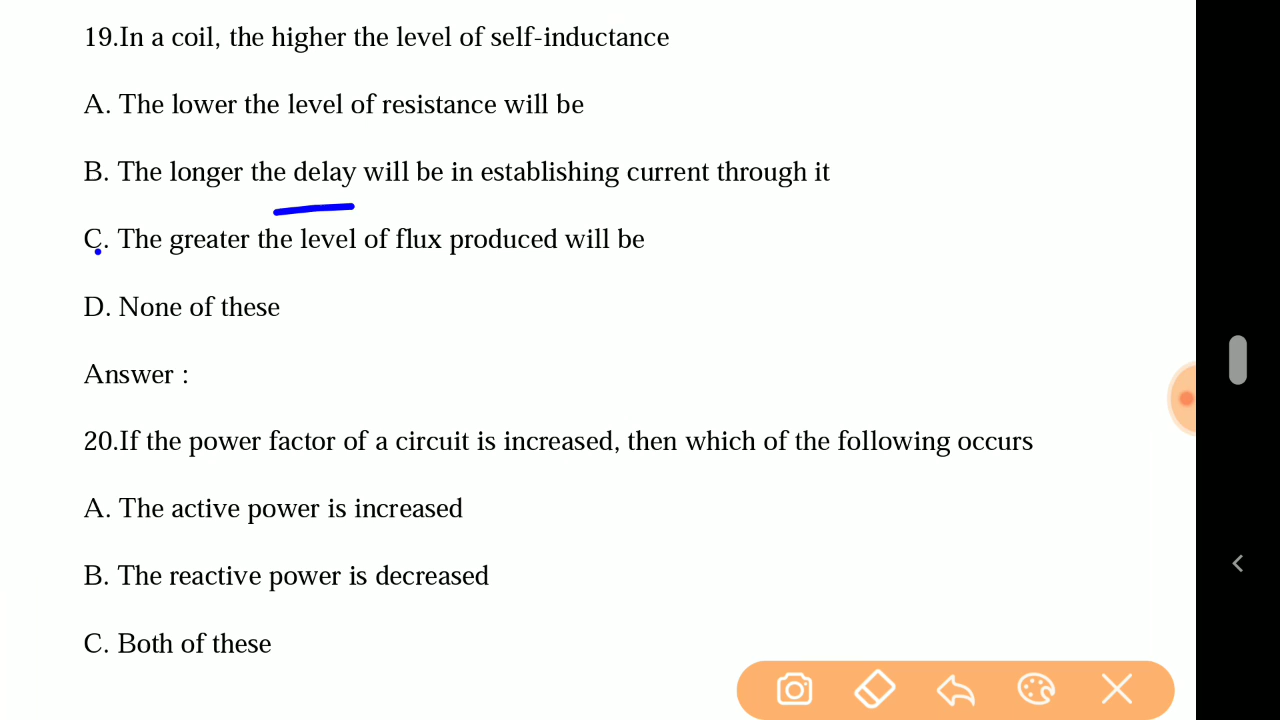 19.In a coil, the higher the level of self-inductance
A. The lower the level of resistance will be
B. The longer the delay will be in establishing current through it
C. The greater the level of flux produced will be
D. None of these
Answer :
20.If the power factor of a circuit is increased, then which of the following occurs
A. The active power is increased
B. The reactive power is decreased
C. Both of these